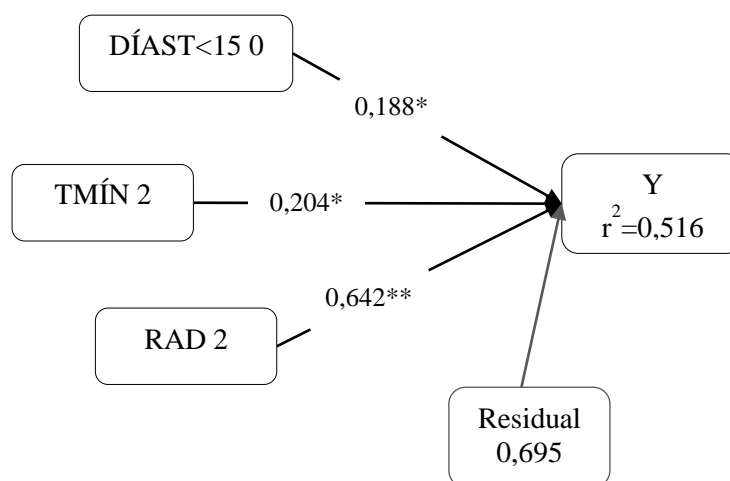 DÍAST<15 0
0,188*
TMÍN 2
0,204*
Y
r²=0,516
0,642**
RAD 2
Residual
0,695